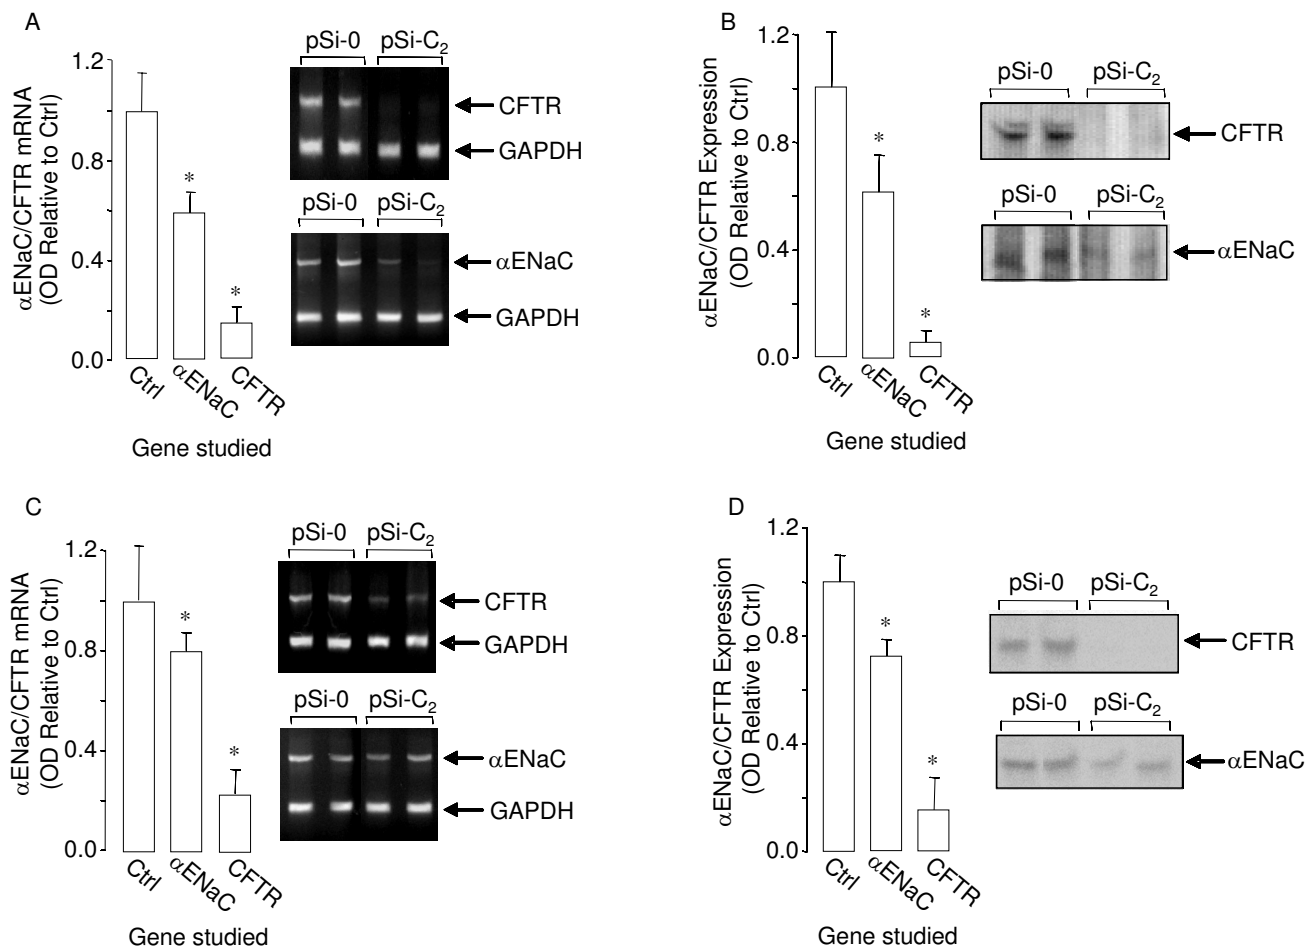 A
αENaC/CFTR mRNA
(OD Relative to Ctrl)
1.2
0.8
0.4
0.0
Ctrl
αENaC
CFTR
*
*
Gene studied
pSi-0
pSi-C2
CFTR
GAPDH
pSi-0
pSi-C2
αENaC
GAPDH
B
αENaC/CFTR Expression
(OD Relative to Ctrl)
1.2
0.8
0.4
0.0
Ctrl
αENaC
CFTR
*
*
Gene studied
pSi-0
pSi-C2
CFTR
pSi-0
pSi-C2
αENaC
C
αENaC/CFTR mRNA
(OD Relative to Ctrl)
1.2
0.8
0.4
0.0
Ctrl
αENaC
CFTR
*
*
Gene studied
pSi-0
pSi-C2
CFTR
GAPDH
pSi-0
pSi-C2
αENaC
GAPDH
D
αENaC/CFTR Expression
(OD Relative to Ctrl)
1.2
0.8
0.4
0.0
Ctrl
αENaC
CFTR
*
*
Gene studied
pSi-0
pSi-C2
CFTR
pSi-0
pSi-C2
αENaC